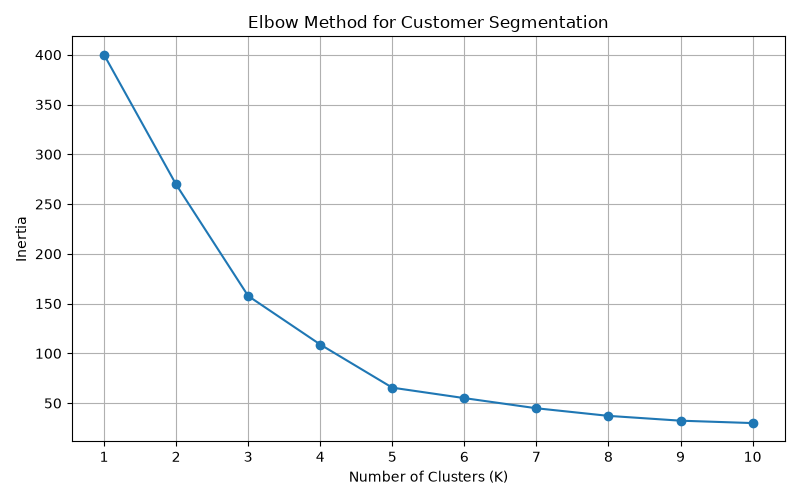 Elbow Method for Customer Segmentation
400
350
300
250
200
150
100
50
Inertia
1 2 3 4 5 6 7 8 9 10
Number of Clusters (K)